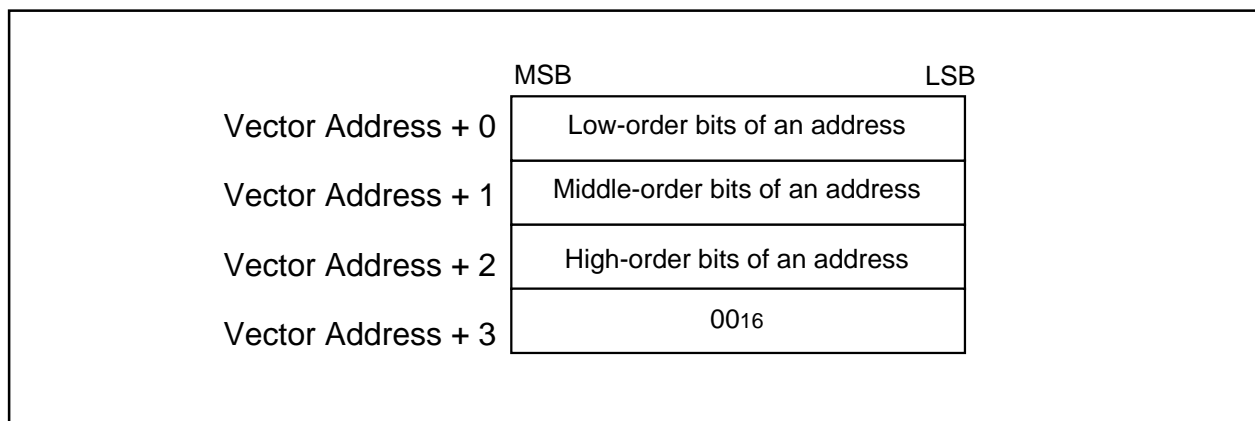 MSB LSB
Vector Address + 0 Low-order bits of an address
Vector Address + 1 Middle-order bits of an address
Vector Address + 2 High-order bits of an address
Vector Address + 3 0016